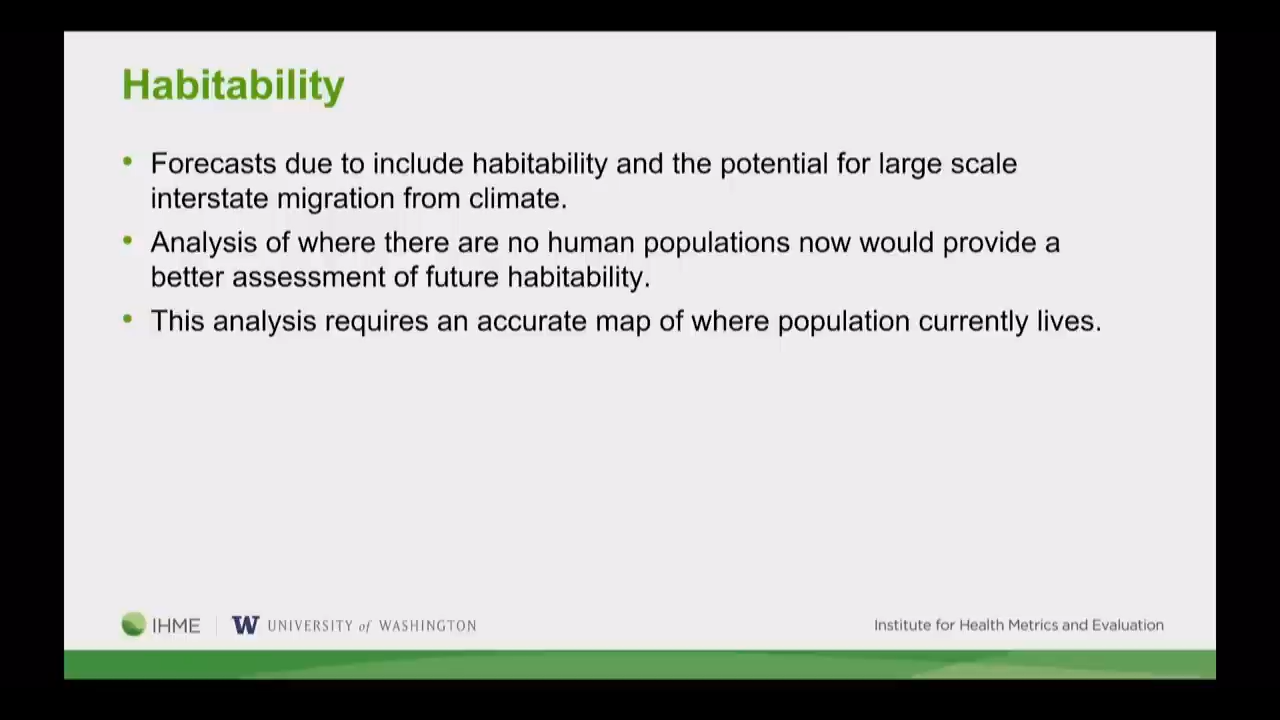 Habitability
• Forecasts due to include habitability and the potential for large scale
interstate migration from climate.
• Analysis of where there are no human populations now would provide a
better assessment of future habitability.
• This analysis requires an accurate map of where population currently lives.
IHME W UNIVERSITY of WASHINGTON
Institute for Health Metrics and Evaluation